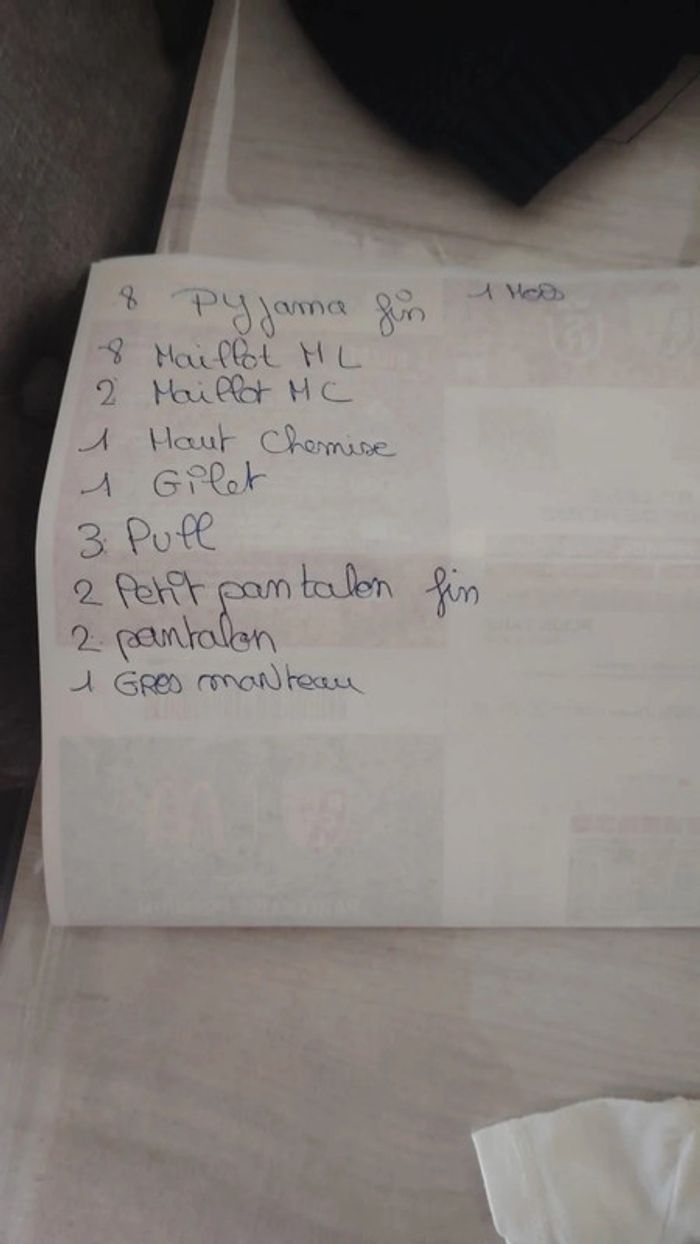 8 Pyjama fin 1 Mois
8 Maillot ML
2 Maillot MC
1 Haut Chemise
1 Gilet
3 Pull
2 Petit pantalon fin
2 pantalon
1 GROS manteau